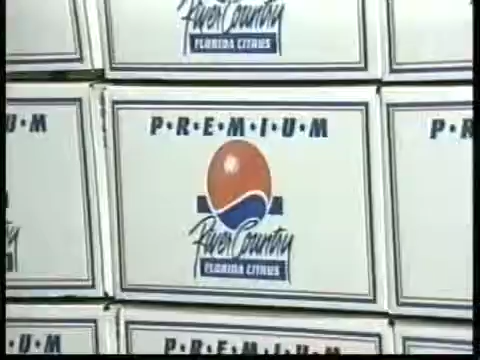 River Country
FLORIDA CITRUS
U•M
P•R•E•M•I•U•M
P•R
River Country
FLORIDA CITRUS
U•M
P•R•E•M•I•U•M